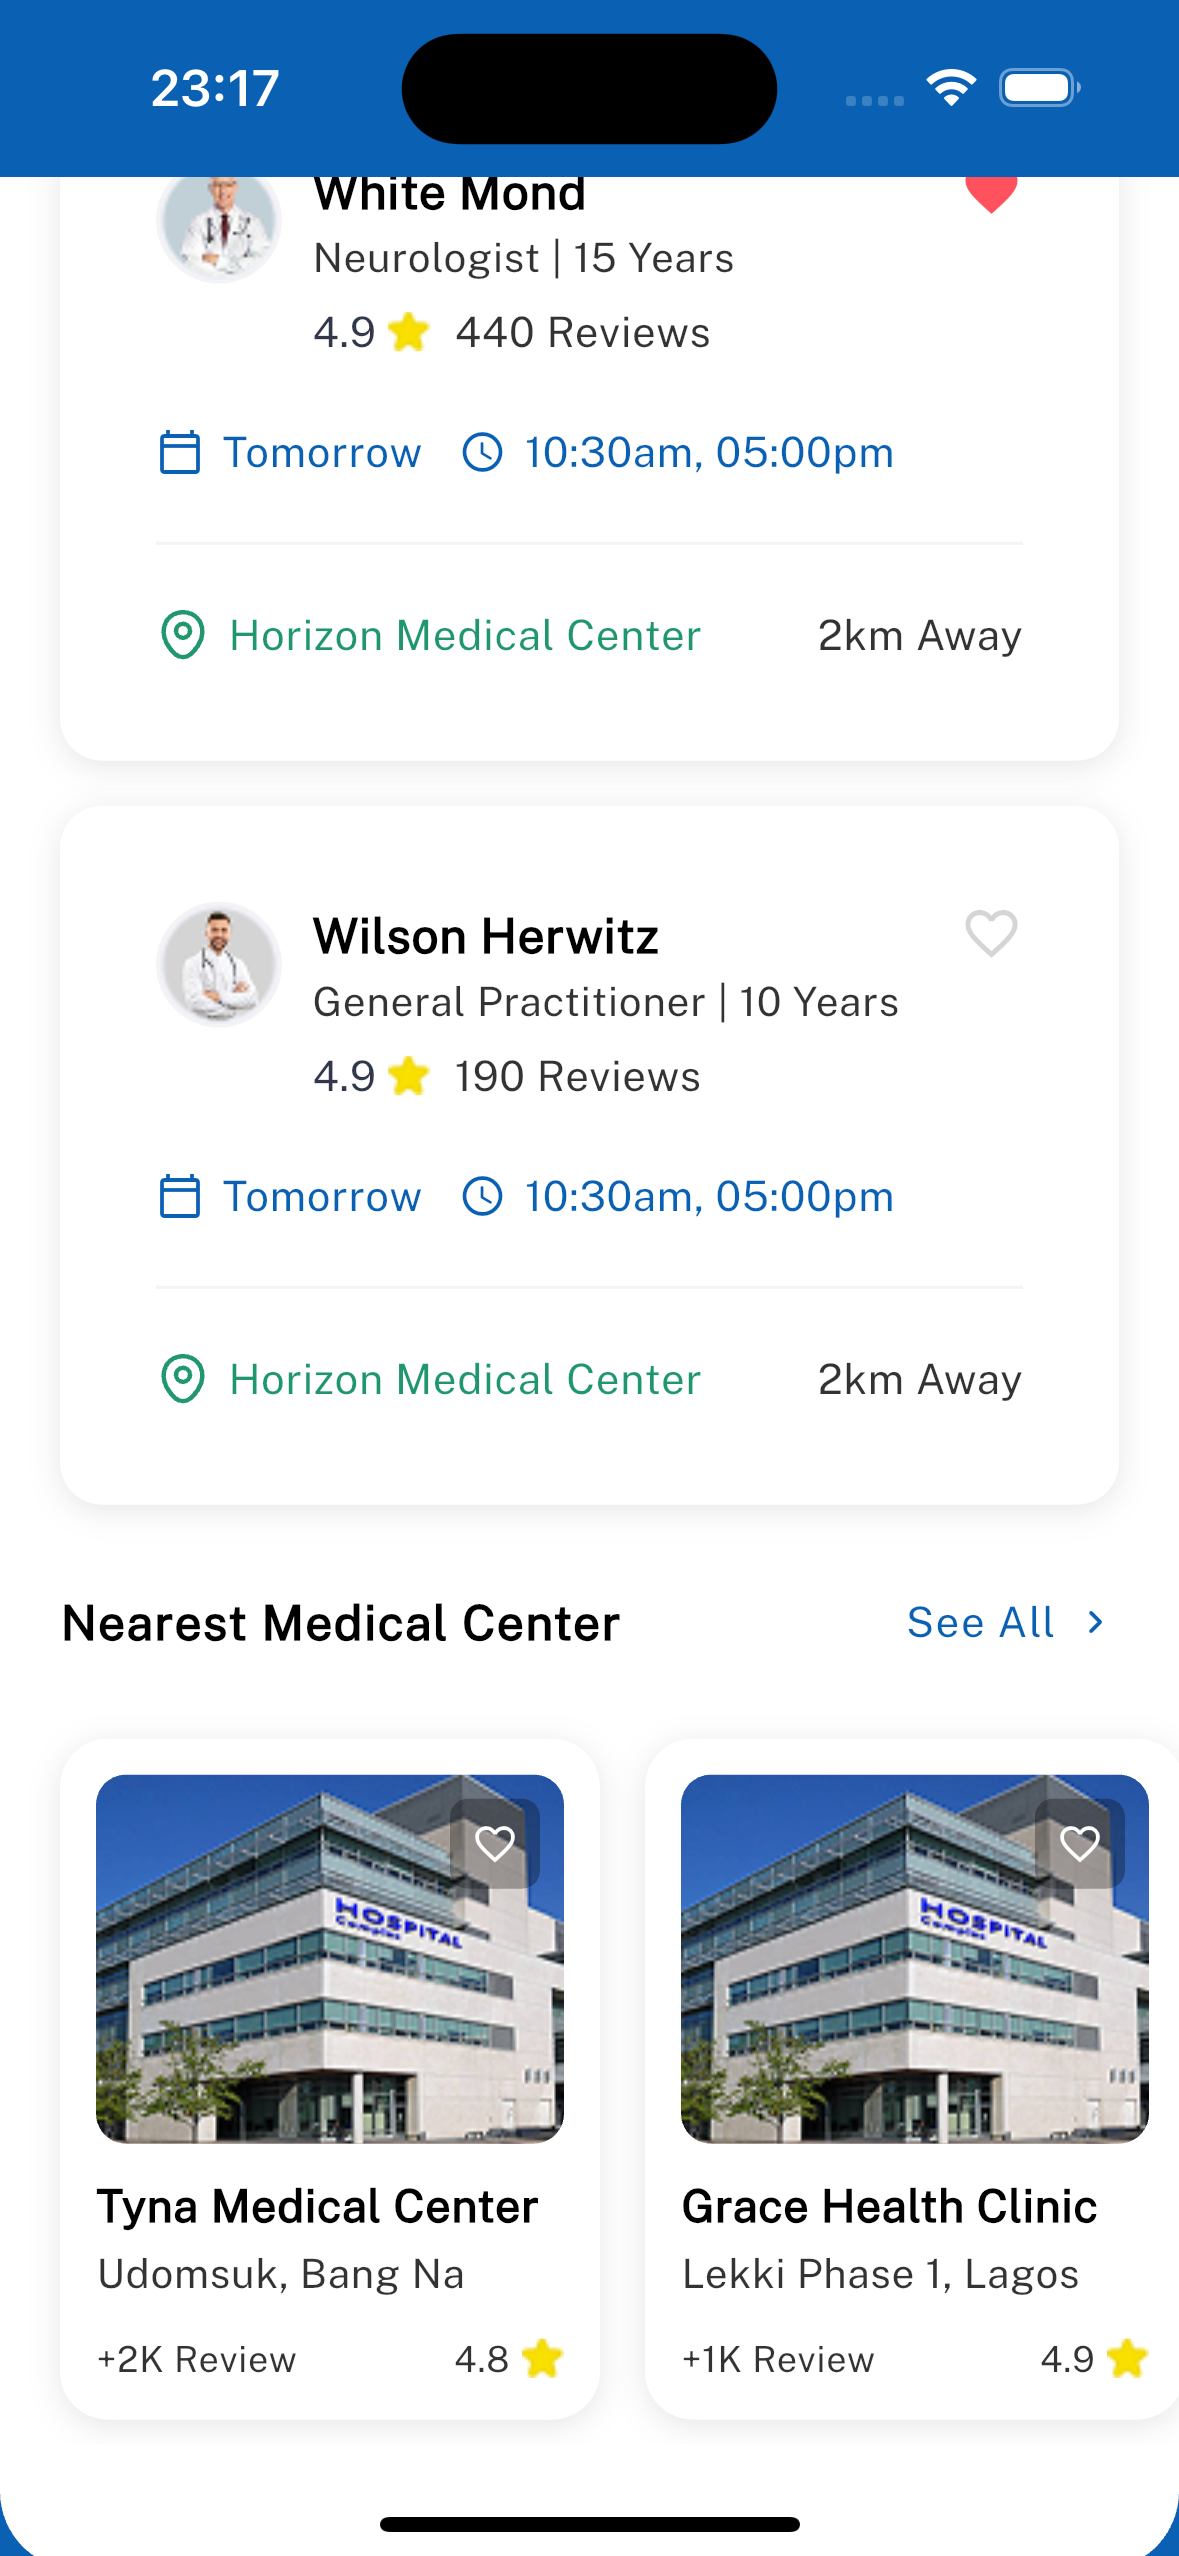 23:17
White Mond
Neurologist | 15 Years
4.9 440 Reviews
Tomorrow 10:30am, 05:00pm
Horizon Medical Center 2km Away
Wilson Herwitz
General Practitioner | 10 Years
4.9 190 Reviews
Tomorrow 10:30am, 05:00pm
Horizon Medical Center 2km Away
Nearest Medical Center See All
HOSPITAL
Complex
HOSPITAL
Complex
Tyna Medical Center
Udomsuk, Bang Na
+2K Review 4.8
Grace Health Clinic
Lekki Phase 1, Lagos
+1K Review 4.9